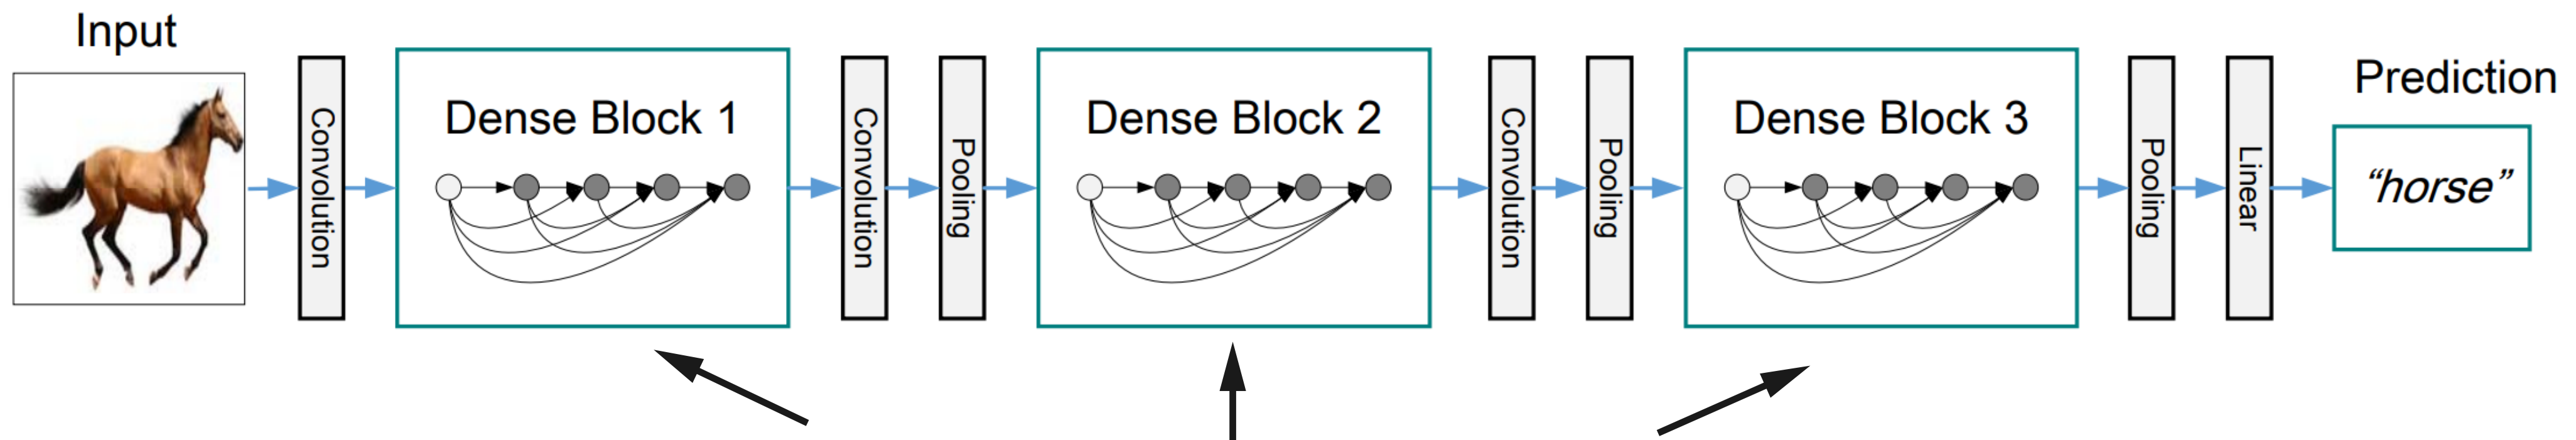 Input
Convolution
Dense Block 1
Convolution
Pooling
Dense Block 2
Convolution
Pooling
Dense Block 3
Pooling
Linear
Prediction
“horse”